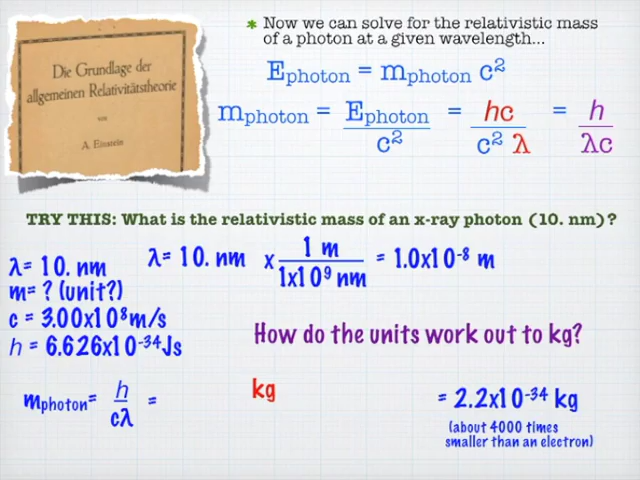 Die Grundlage der
allgemeinen Relativitätstheorie
von
A. Einstein
* Now we can solve for the relativistic mass
of a photon at a given wavelength...
Ephoton = mphoton c²
mphoton = Ephoton/c² = hc/c² λ = h/λc
TRY THIS: What is the relativistic mass of an x-ray photon (10. nm)?
λ= 10. nm x 1 m/1x10⁹ nm = 1.0x10⁻⁸ m
λ= 10. nm
m= ? (unit?)
c = 3.00x10⁸m/s
h = 6.626x10⁻³⁴Js
How do the units work out to kg?
mphoton= h/cλ = kg = 2.2x10⁻³⁴ kg
(about 4000 times
smaller than an electron)